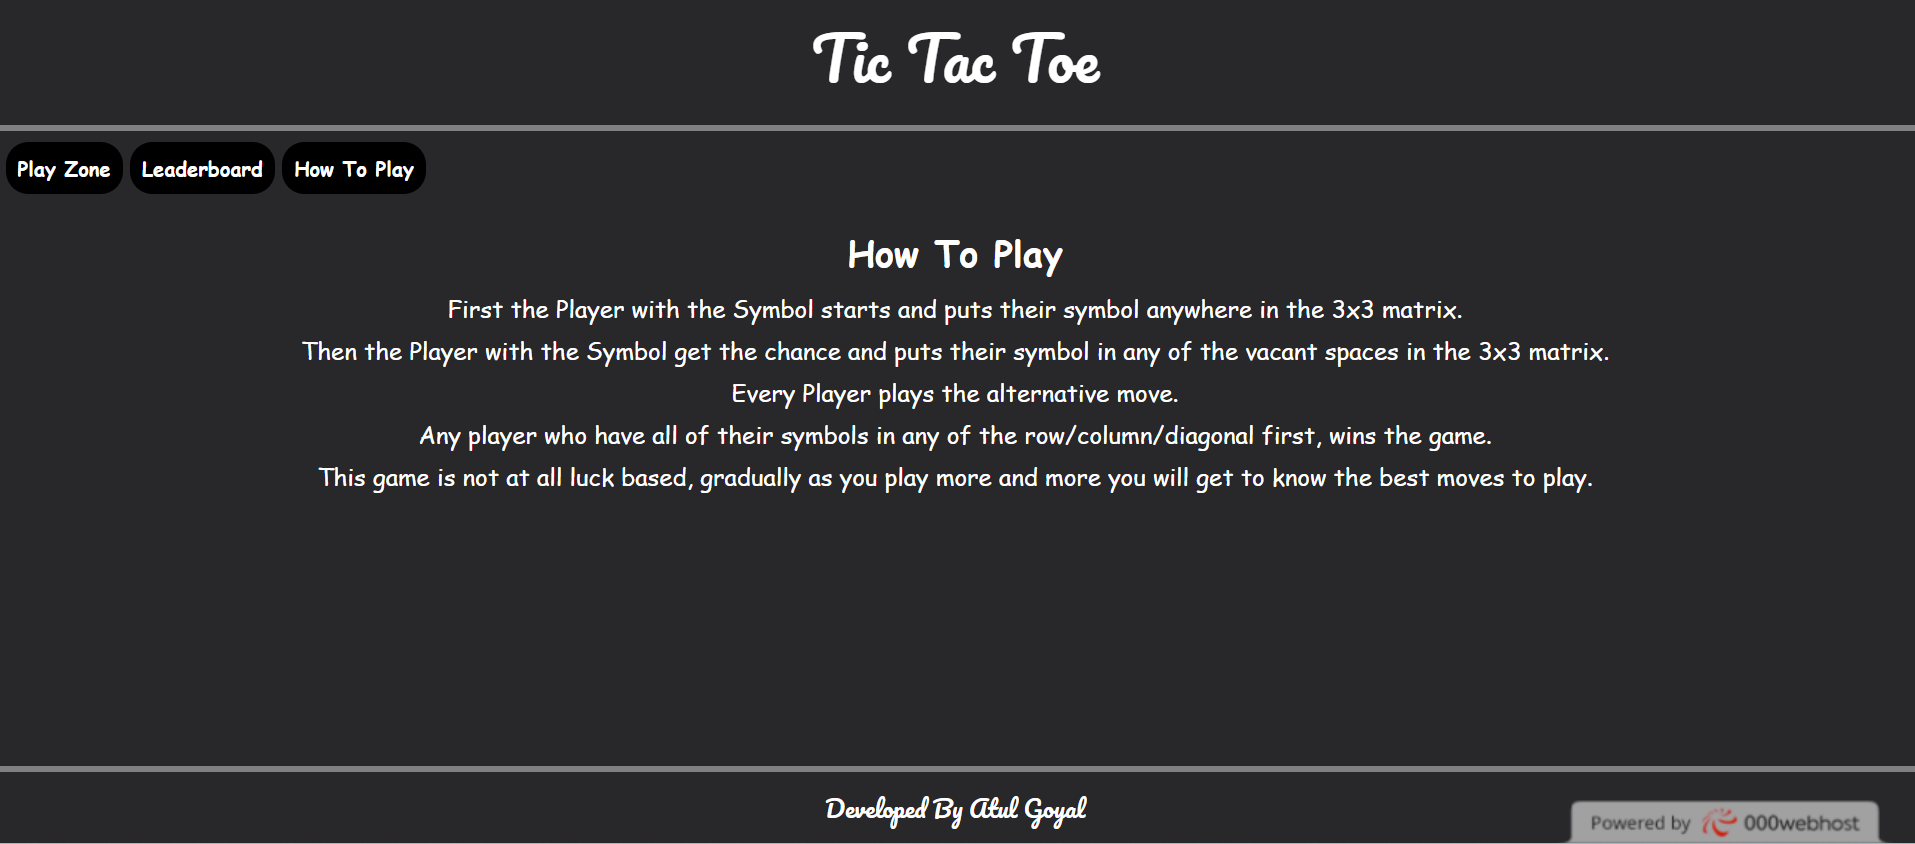 Tic Tac Toe
Play Zone Leaderboard How To Play
How To Play
First the Player with the Symbol starts and puts their symbol anywhere in the 3x3 matrix.
Then the Player with the Symbol get the chance and puts their symbol in any of the vacant spaces in the 3x3 matrix.
Every Player plays the alternative move.
Any player who have all of their symbols in any of the row/column/diagonal first, wins the game.
This game is not at all luck based, gradually as you play more and more you will get to know the best moves to play.
Developed By Atul Goyal
Powered by 000webhost